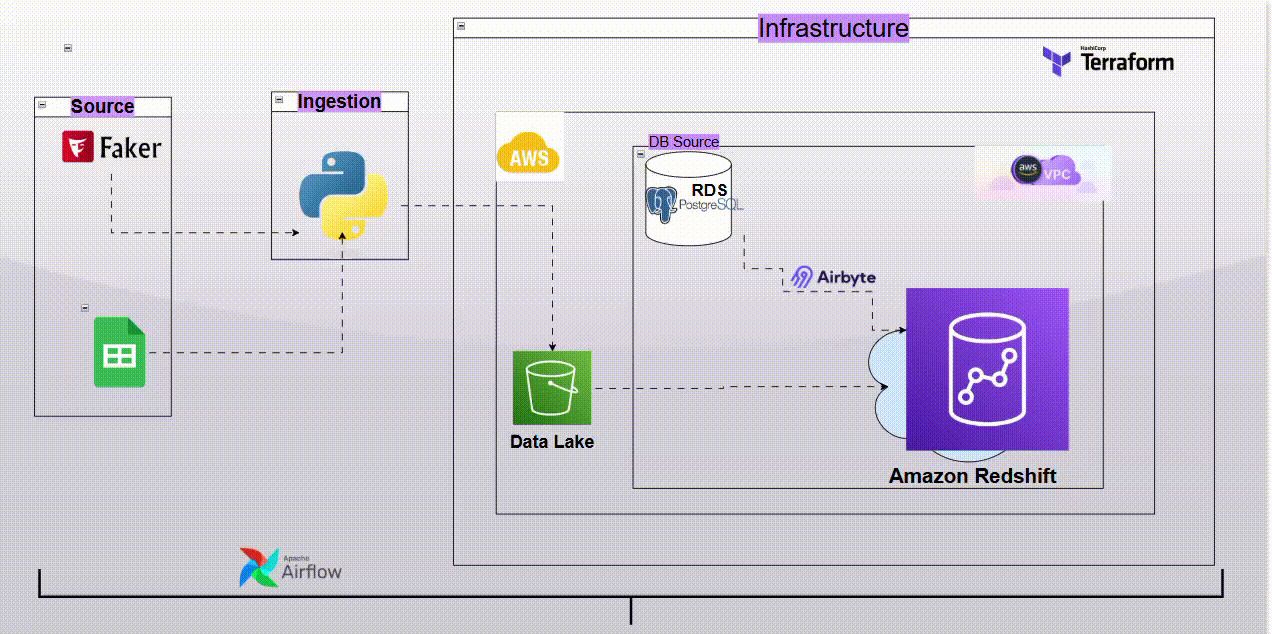 Infrastructure
HashiCorp
Terraform
Source
Faker
Ingestion
AWS
DB Source
RDS
PostgreSQL
aws
VPC
Airbyte
Data Lake
Amazon Redshift
Apache
Airflow